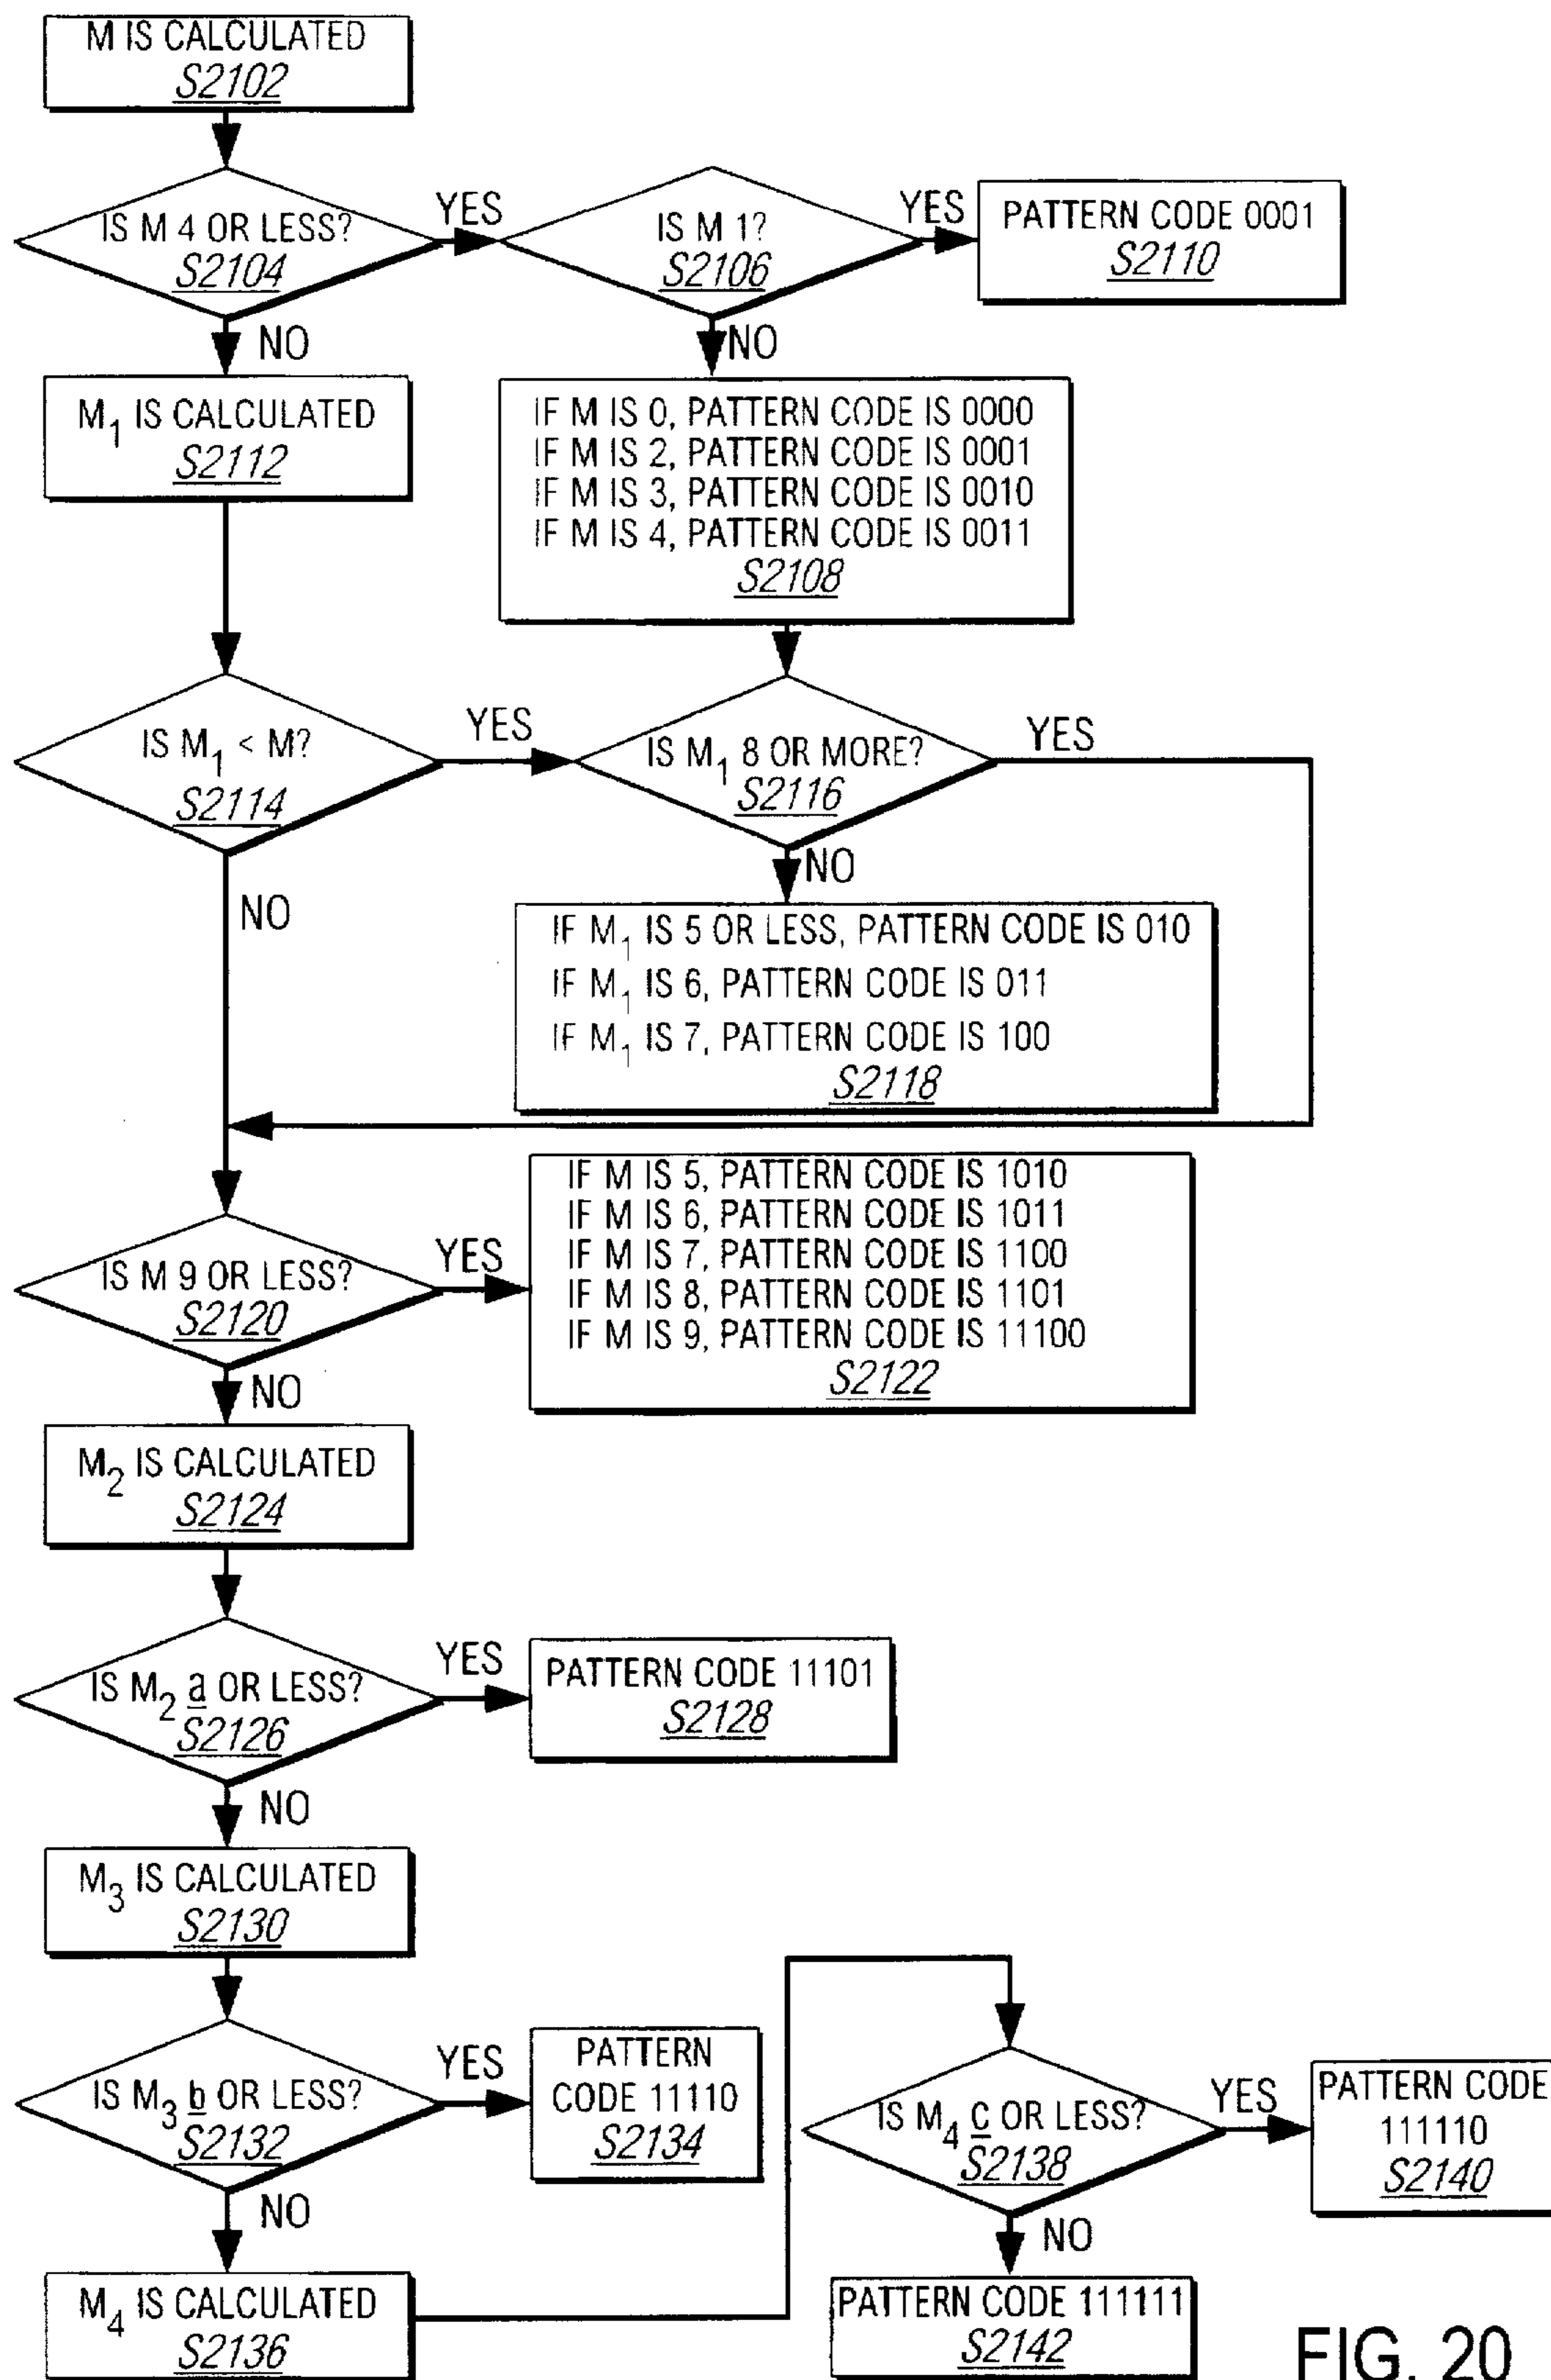 M IS CALCULATED
S2102
IS M 4 OR LESS?
S2104
YES
IS M 1?
S2106
YES
PATTERN CODE 0001
S2110
NO
NO
M1 IS CALCULATED
S2112
IF M IS 0, PATTERN CODE IS 0000
IF M IS 2, PATTERN CODE IS 0001
IF M IS 3, PATTERN CODE IS 0010
IF M IS 4, PATTERN CODE IS 0011
S2108
IS M1 < M?
S2114
YES
IS M1 8 OR MORE?
S2116
YES
NO
NO
IF M1 IS 5 OR LESS, PATTERN CODE IS 010
IF M1 IS 6, PATTERN CODE IS 011
IF M1 IS 7, PATTERN CODE IS 100
S2118
IS M 9 OR LESS?
S2120
YES
IF M IS 5, PATTERN CODE IS 1010
IF M IS 6, PATTERN CODE IS 1011
IF M IS 7, PATTERN CODE IS 1100
IF M IS 8, PATTERN CODE IS 1101
IF M IS 9, PATTERN CODE IS 11100
S2122
NO
M2 IS CALCULATED
S2124
IS M2 a OR LESS?
S2126
YES
PATTERN CODE 11101
S2128
NO
M3 IS CALCULATED
S2130
IS M3 b OR LESS?
S2132
YES
PATTERN
CODE 11110
S2134
NO
M4 IS CALCULATED
S2136
IS M4 c OR LESS?
S2138
YES
PATTERN CODE
111110
S2140
NO
PATTERN CODE 111111
S2142
FIG. 20